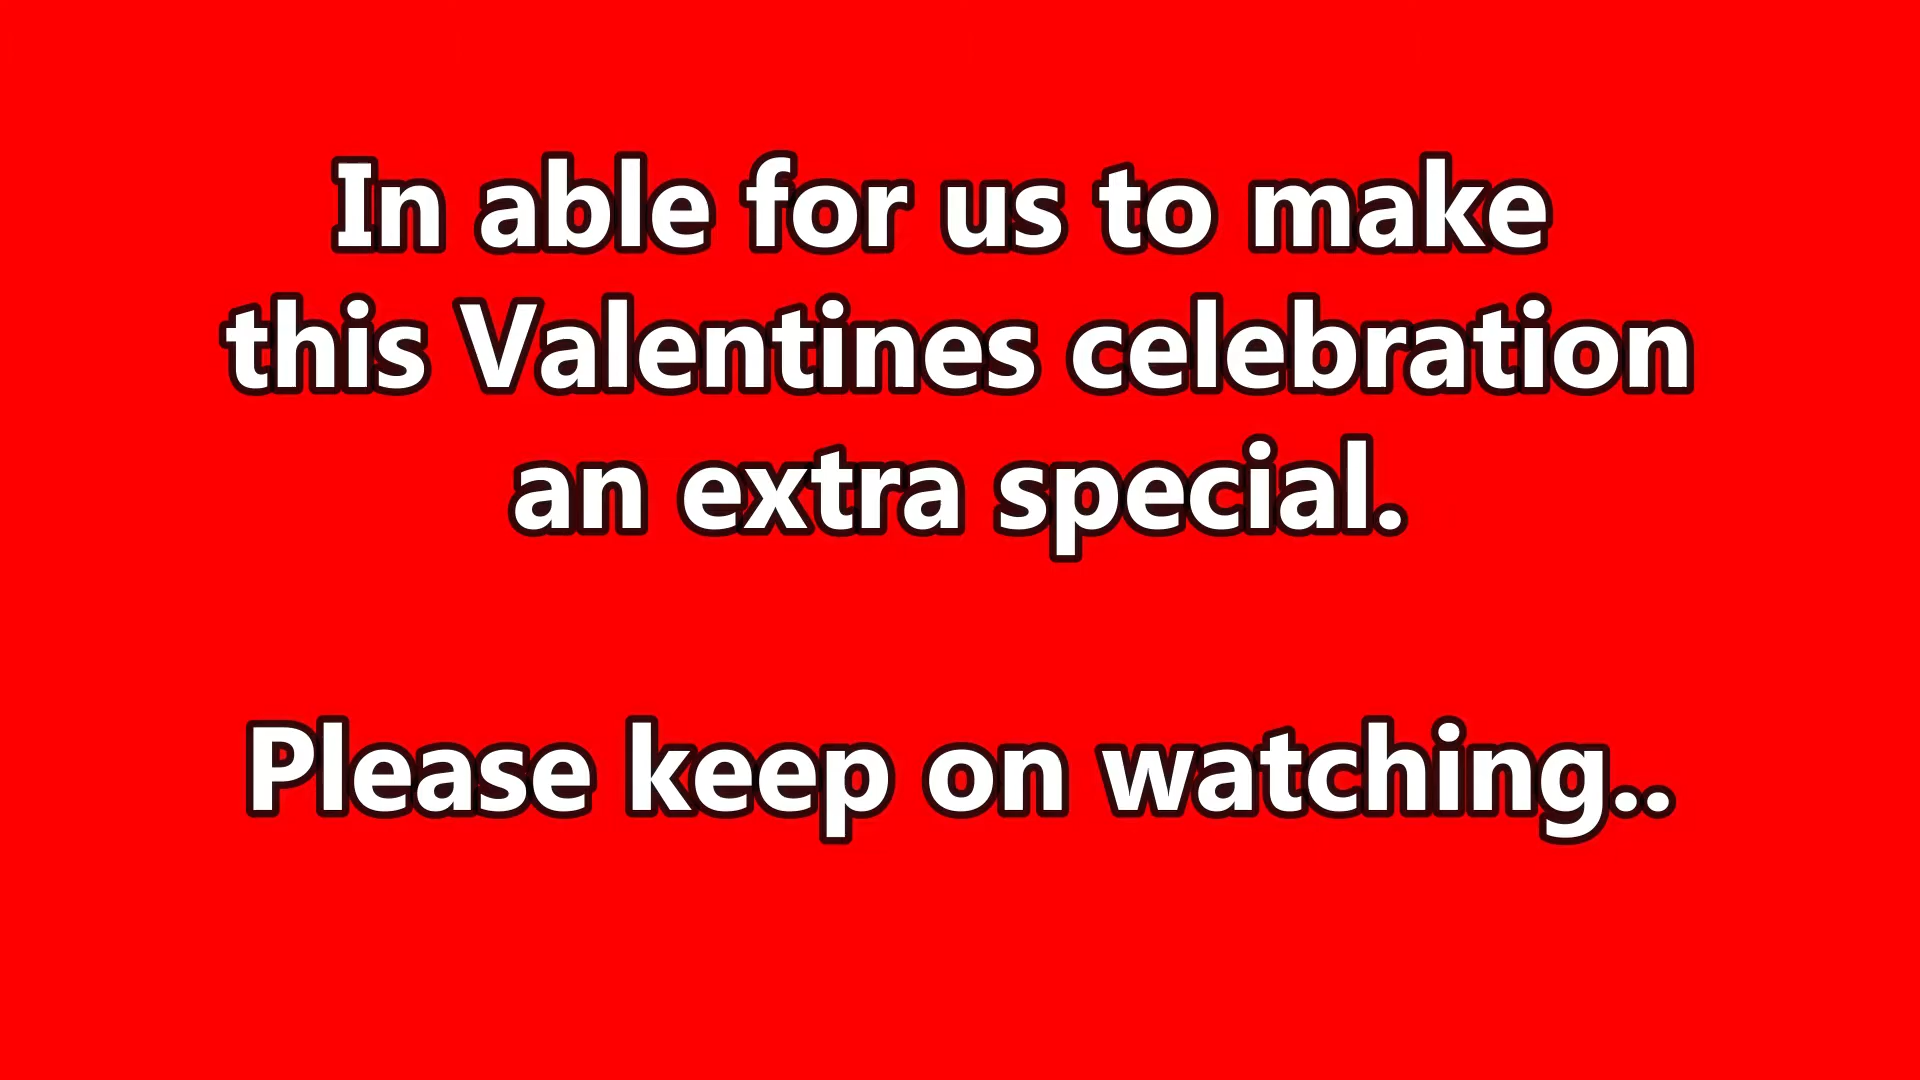 In able for us to make
this Valentines celebration
an extra special.
Please keep on watching..